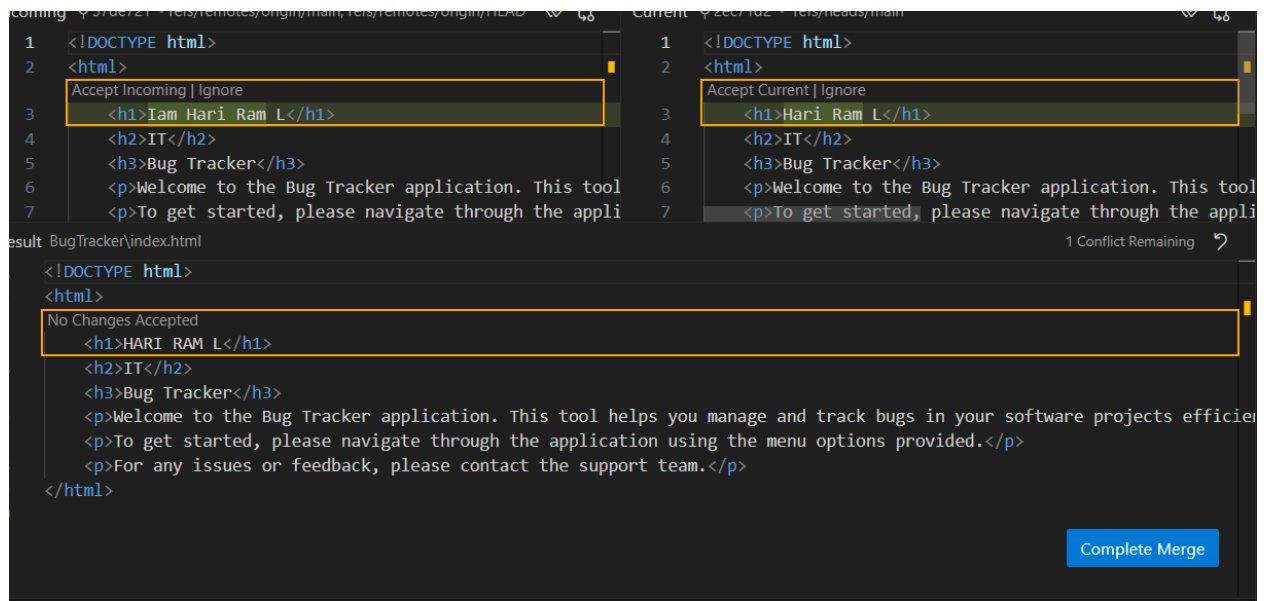 1 <!DOCTYPE html>
2 <html>
Accept Incoming | Ignore
3 <h1>Iam Hari Ram L</h1>
4 <h2>IT</h2>
5 <h3>Bug Tracker</h3>
6 <p>Welcome to the Bug Tracker application. This tool
7 <p>To get started, please navigate through the appli
Current
1 <!DOCTYPE html>
2 <html>
Accept Current | Ignore
3 <h1>Hari Ram L</h1>
4 <h2>IT</h2>
5 <h3>Bug Tracker</h3>
6 <p>Welcome to the Bug Tracker application. This tool
7 <p>To get started, please navigate through the appli
esult BugTracker\index.html 1 Conflict Remaining
<!DOCTYPE html>
<html>
No Changes Accepted
<h1>HARI RAM L</h1>
<h2>IT</h2>
<h3>Bug Tracker</h3>
<p>Welcome to the Bug Tracker application. This tool helps you manage and track bugs in your software projects efficie
<p>To get started, please navigate through the application using the menu options provided.</p>
<p>For any issues or feedback, please contact the support team.</p>
</html>
Complete Merge